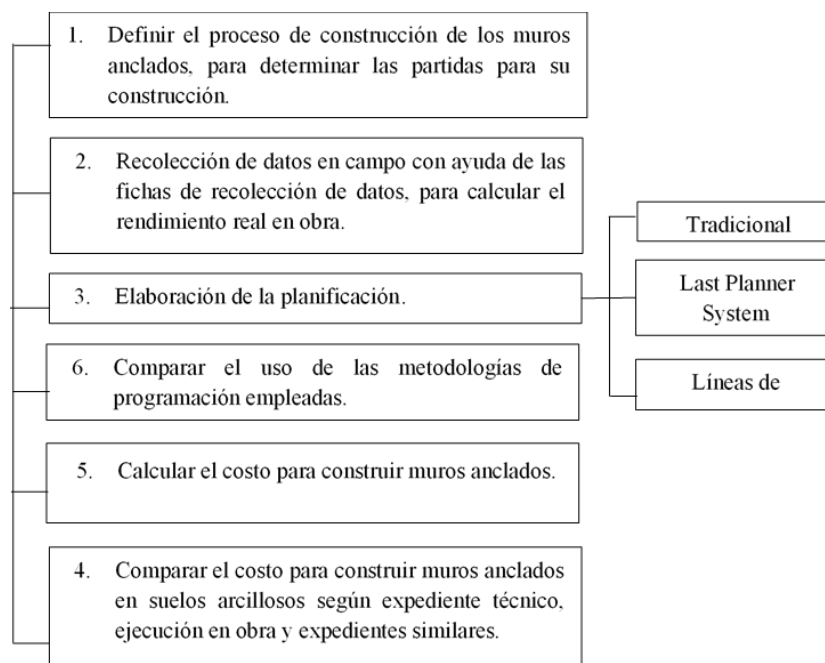 1. Definir el proceso de construcción de los muros
anclados, para determinar las partidas para su
construcción.
2. Recolección de datos en campo con ayuda de las
fichas de recolección de datos, para calcular el
rendimiento real en obra.
3. Elaboración de la planificación.
Tradicional
Last Planner
System
Líneas de
6. Comparar el uso de las metodologías de
programación empleadas.
5. Calcular el costo para construir muros anclados.
4. Comparar el costo para construir muros anclados
en suelos arcillosos según expediente técnico,
ejecución en obra y expedientes similares.